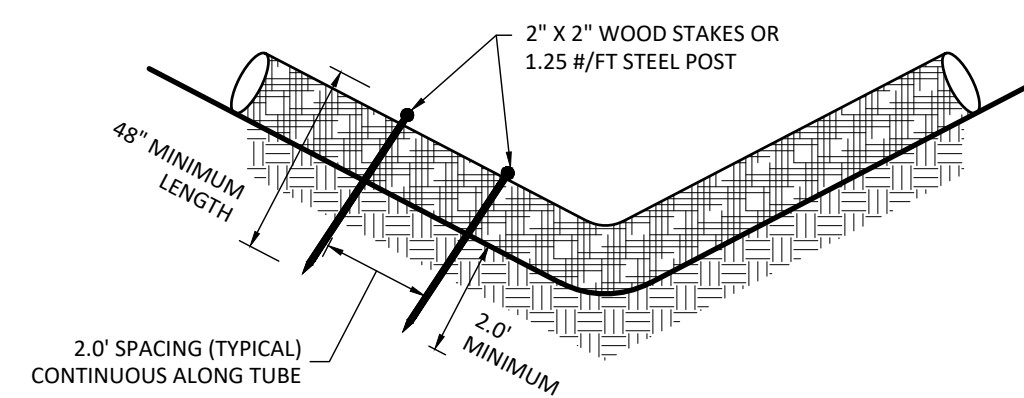 2" X 2" WOOD STAKES OR
1.25 #/FT STEEL POST
48" MINIMUM
LENGTH
2.0' SPACING (TYPICAL)
CONTINUOUS ALONG TUBE
2.0'
MINIMUM